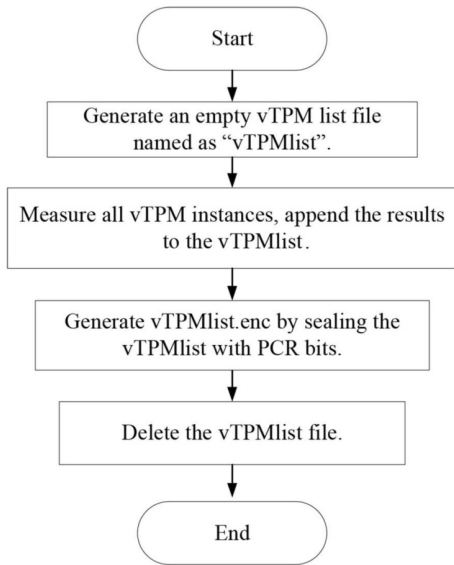 Start
Generate an empty vTPM list file
named as “vTPMlist”.
Measure all vTPM instances, append the results
to the vTPMlist.
Generate vTPMlist.enc by sealing the
vTPMlist with PCR bits.
Delete the vTPMlist file.
End